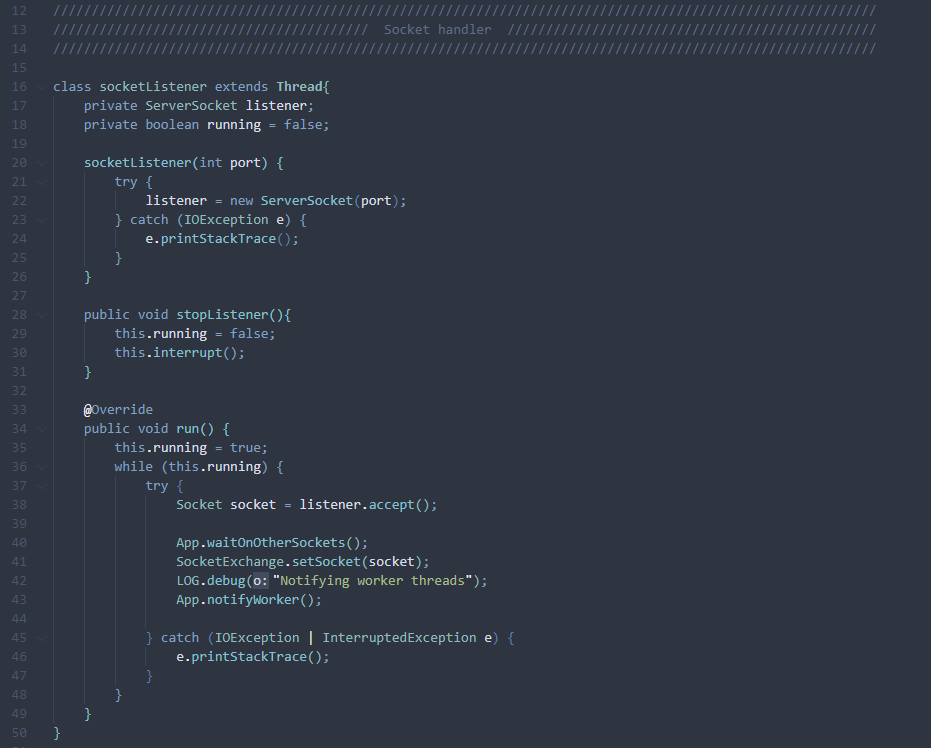 12 ///////////////////////////////////////////////////////////////////////////////////////////////////////////
13 /////////////////////////////////////////  Socket handler  ////////////////////////////////////////////////
14 ///////////////////////////////////////////////////////////////////////////////////////////////////////////
15
16 class socketListener extends Thread{
17     private ServerSocket listener;
18     private boolean running = false;
19
20     socketListener(int port) {
21         try {
22             listener = new ServerSocket(port);
23         } catch (IOException e) {
24             e.printStackTrace();
25         }
26     }
27
28     public void stopListener(){
29         this.running = false;
30         this.interrupt();
31     }
32
33     @Override
34     public void run() {
35         this.running = true;
36         while (this.running) {
37             try {
38                 Socket socket = listener.accept();
39
40                 App.waitOnOtherSockets();
41                 SocketExchange.setSocket(socket);
42                 LOG.debug(o: "Notifying worker threads");
43                 App.notifyWorker();
44
45             } catch (IOException | InterruptedException e) {
46                 e.printStackTrace();
47             }
48         }
49     }
50 }